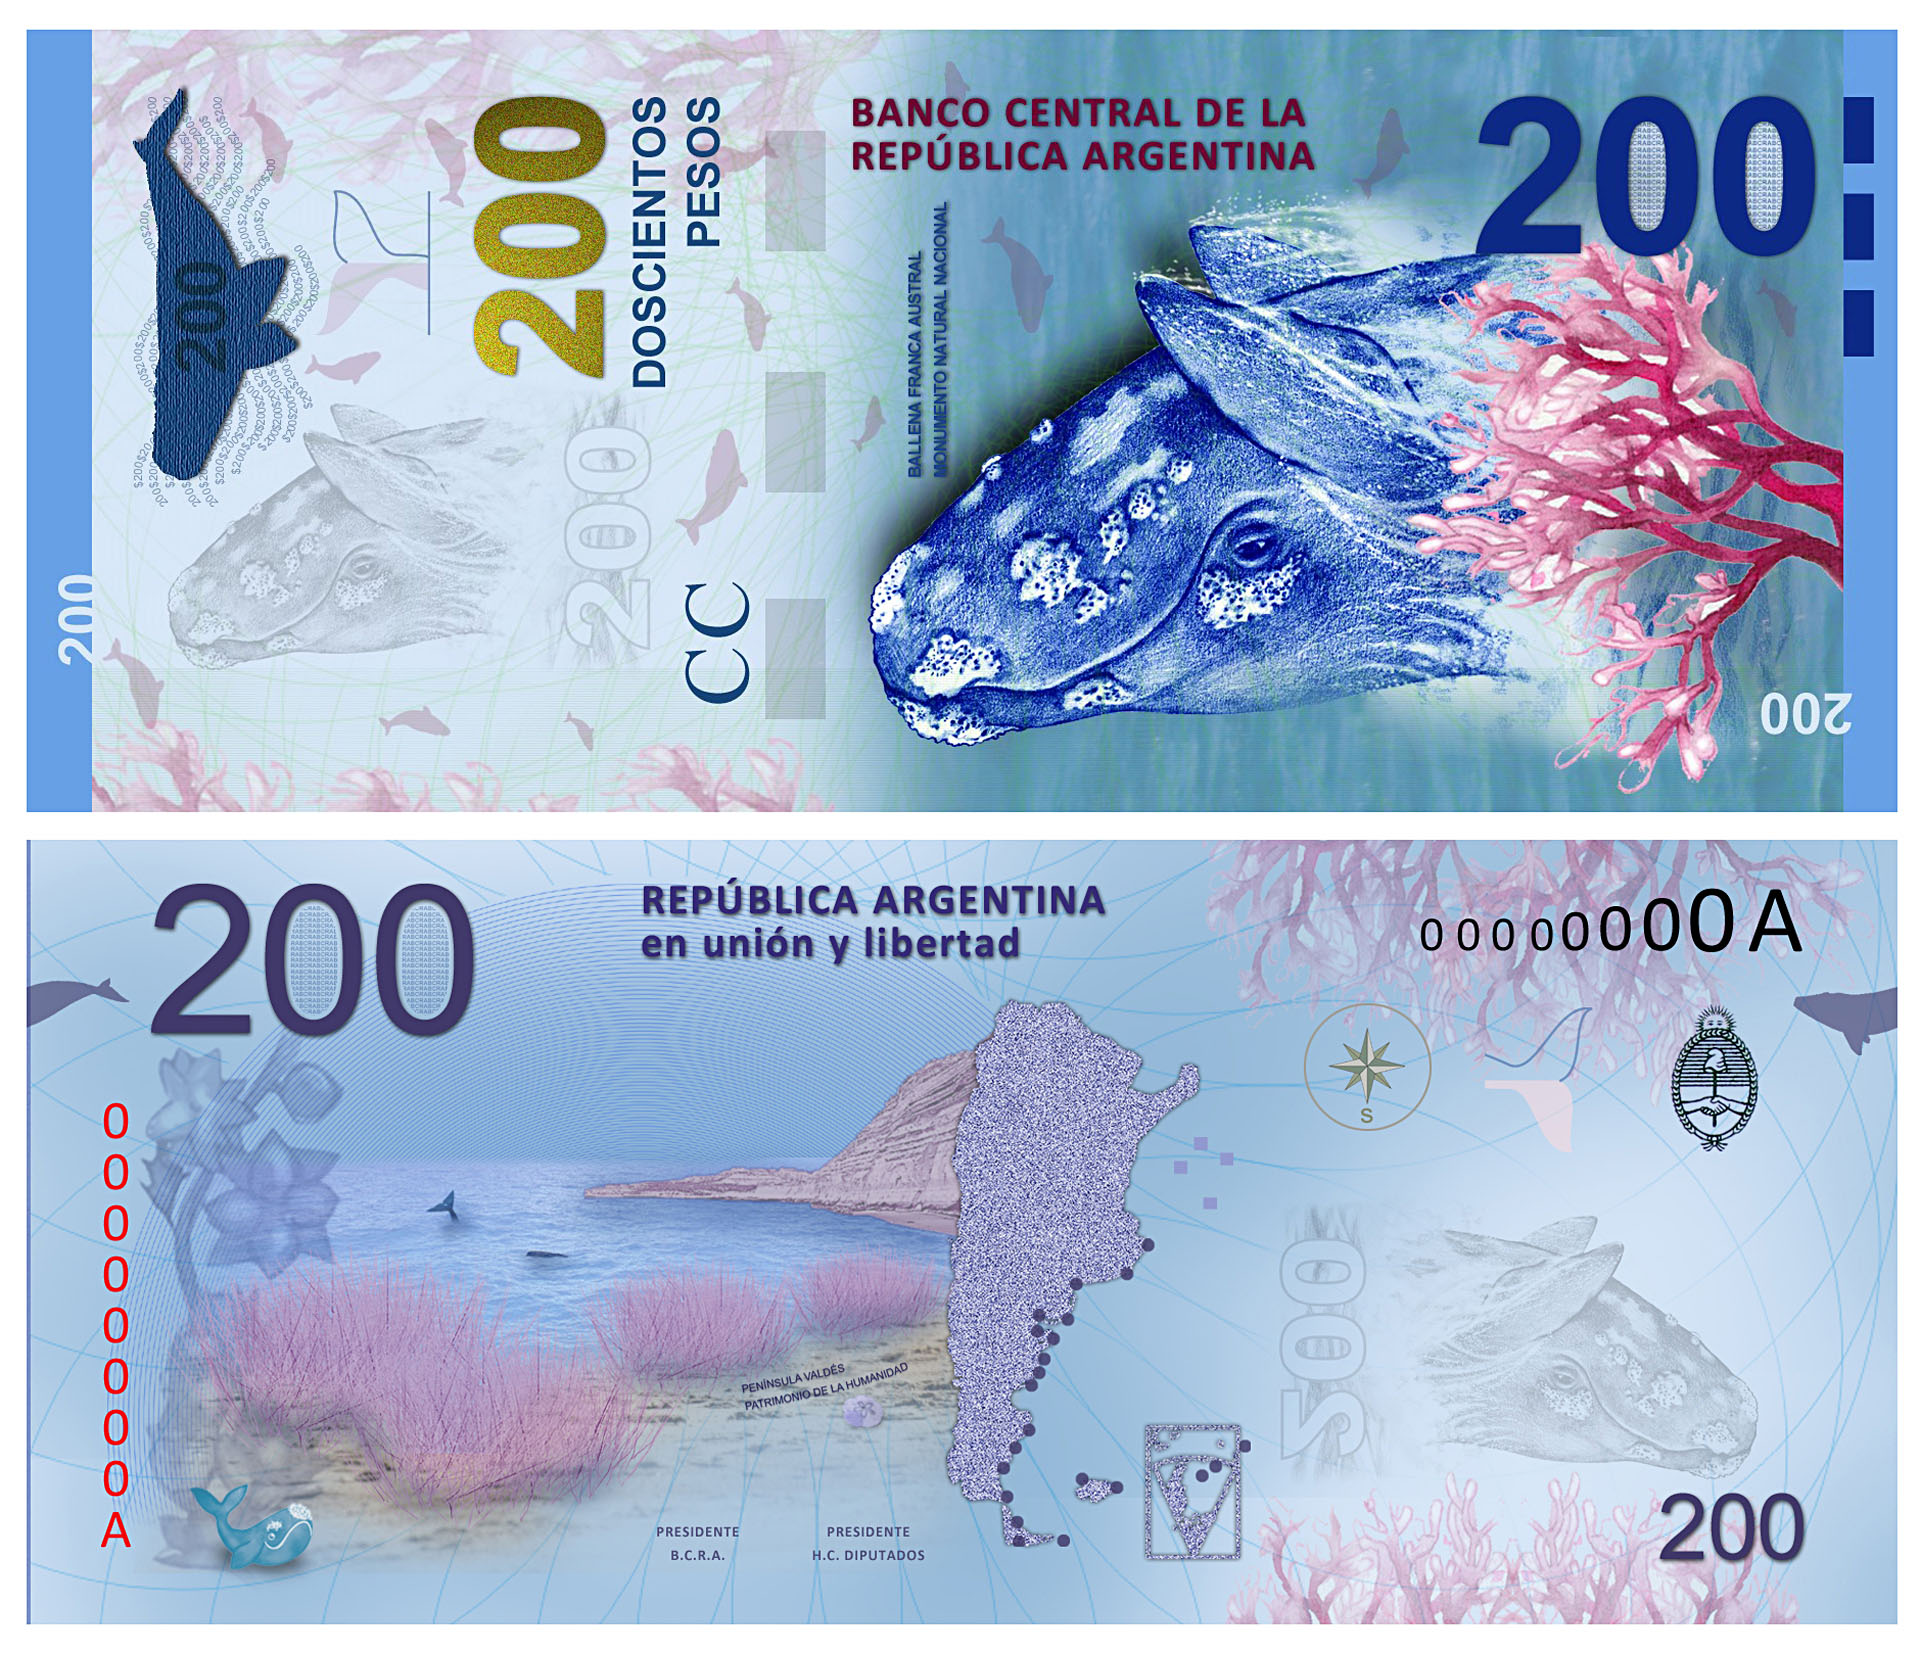 200
200
DOSCIENTOS
PESOS
200
CC
200
BANCO CENTRAL DE LA
REPÚBLICA ARGENTINA
BALLENA FRANCA AUSTRAL
MONUMENTO NATURAL NACIONAL
200
200
200
REPÚBLICA ARGENTINA
en unión y libertad
00000000A
00000000A
S
PENÍNSULA VALDÉS
PATRIMONIO DE LA HUMANIDAD
PRESIDENTE
B.C.R.A.
PRESIDENTE
H.C. DIPUTADOS
200
200